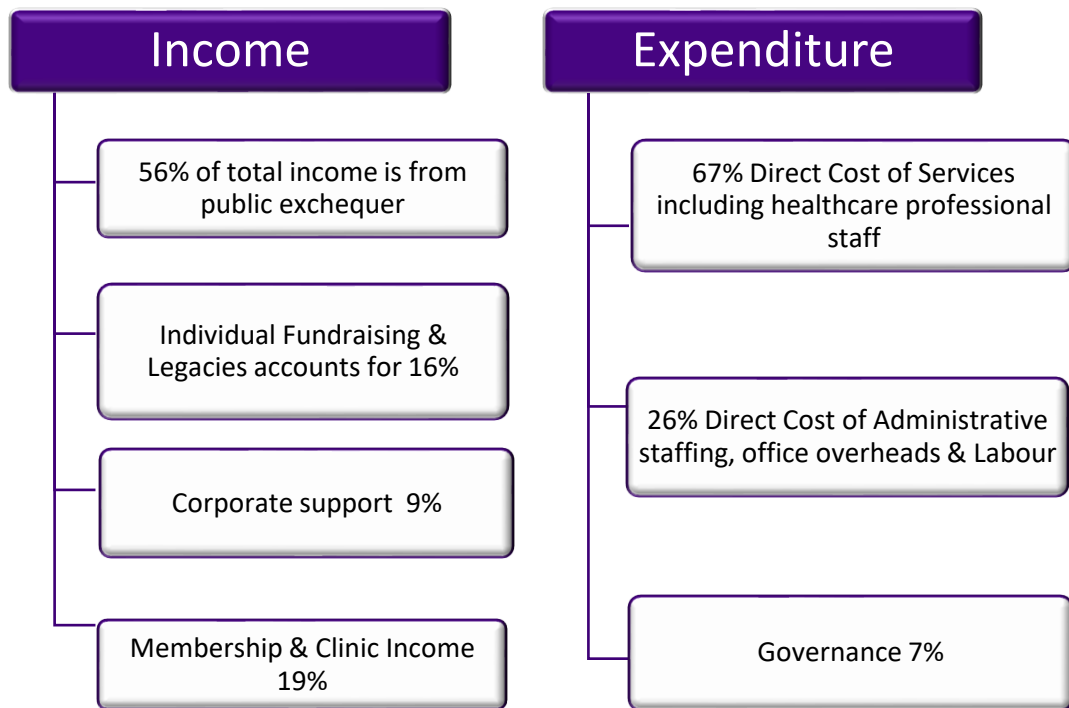 Income
56% of total income is from
public exchequer
Individual Fundraising &
Legacies accounts for 16%
Corporate support 9%
Membership & Clinic Income
19%
Expenditure
67% Direct Cost of Services
including healthcare professional
staff
26% Direct Cost of Administrative
staffing, office overheads & Labour
Governance 7%